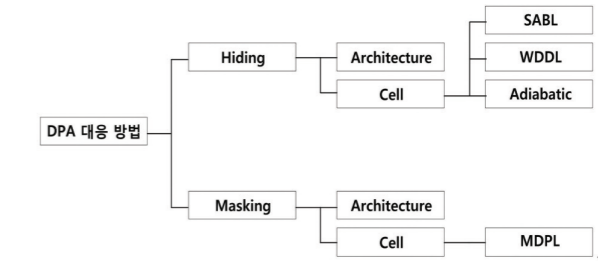 SABL
Hiding
Architecture
WDDL
Cell
Adiabatic
DPA 대응 방법
Masking
Architecture
Cell
MDPL